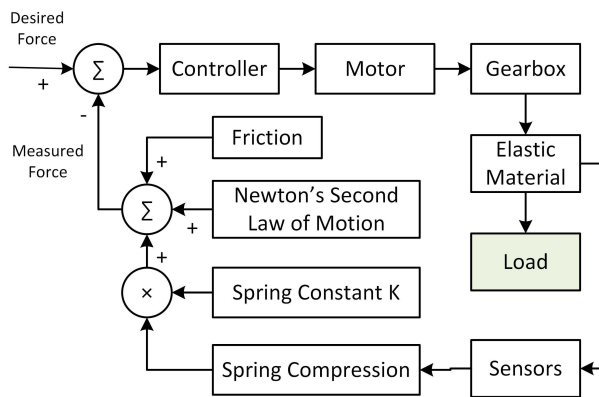 Desired
Force
+
Σ
Controller
Motor
Gearbox
-
Measured
Force
Friction
+
Elastic
Material
Σ
+
Newton's Second
Law of Motion
+
Load
×
Spring Constant K
Spring Compression
Sensors